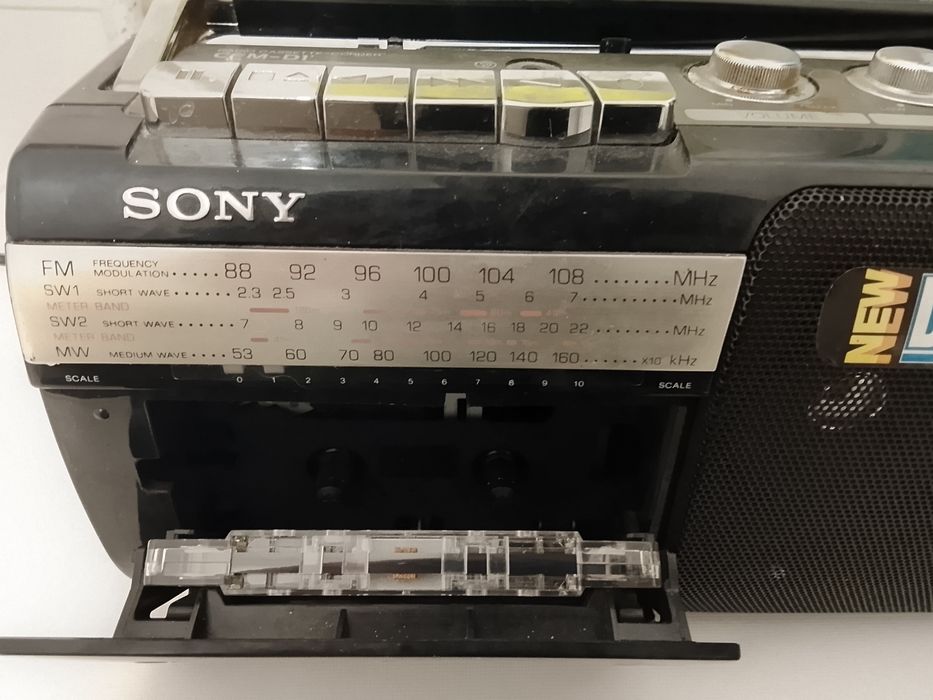 VOLUME
SONY
FM FREQUENCY MODULATION ..... 88 92 96 100 104 108 ........ MHz
SW1 SHORT WAVE ...... 2.3 2.5 3 4 5 6 7 ........ MHz
METER BAND
SW2 SHORT WAVE ...... 7 8 9 10 12 14 16 18 20 22 ........ MHz
METER BAND
MW MEDIUM WAVE ..... 53 60 70 80 100 120 140 160 ...... x10 kHz
SCALE 0 1 2 3 4 5 6 7 8 9 10 SCALE
NEW